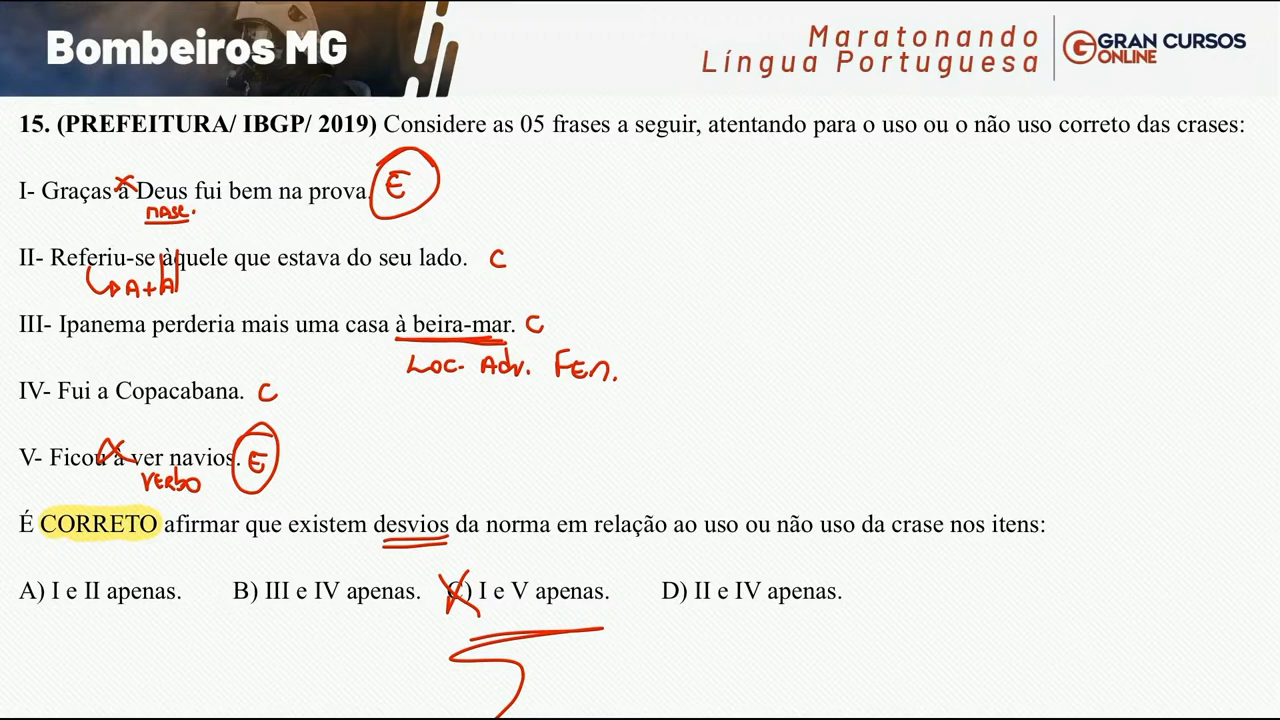 Bombeiros MG
Maratonando
Língua Portuguesa
GRAN CURSOS
ONLINE
15. (PREFEITURA/ IBGP/ 2019) Considere as 05 frases a seguir, atentando para o uso ou o não uso correto das crases:
I- Graças à Deus fui bem na prova. E
MASC.
II- Referiu-se àquele que estava do seu lado. C
A+A
III- Ipanema perderia mais uma casa à beira-mar. C
LOC. Adv. FEM.
IV- Fui a Copacabana. C
V- Ficou à ver navios. E
VERbO
É CORRETO afirmar que existem desvios da norma em relação ao uso ou não uso da crase nos itens:
A) I e II apenas. B) III e IV apenas. C) I e V apenas. D) II e IV apenas.